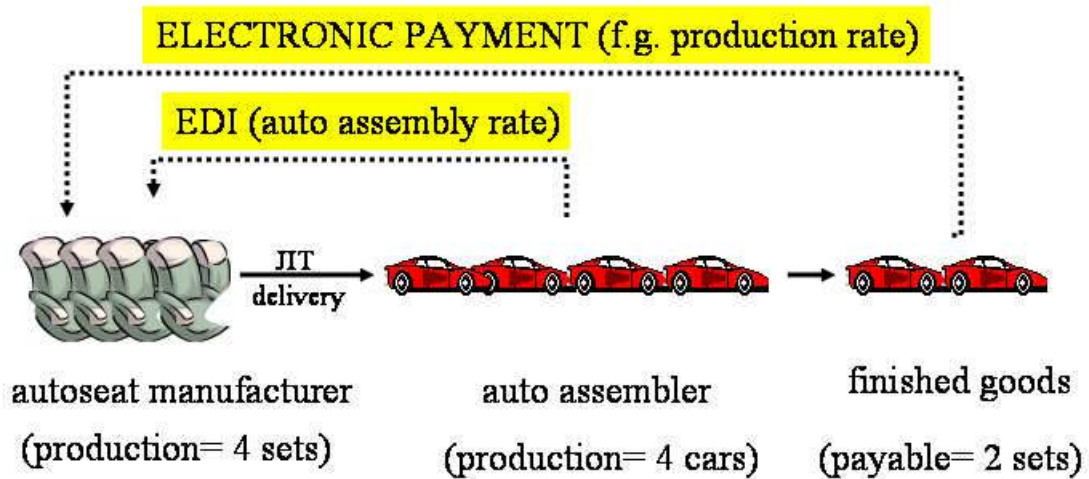 ELECTRONIC PAYMENT (f.g. production rate)
EDI (auto assembly rate)
JIT
delivery
autoseat manufacturer
(production= 4 sets)
auto assembler
(production= 4 cars)
finished goods
(payable= 2 sets)